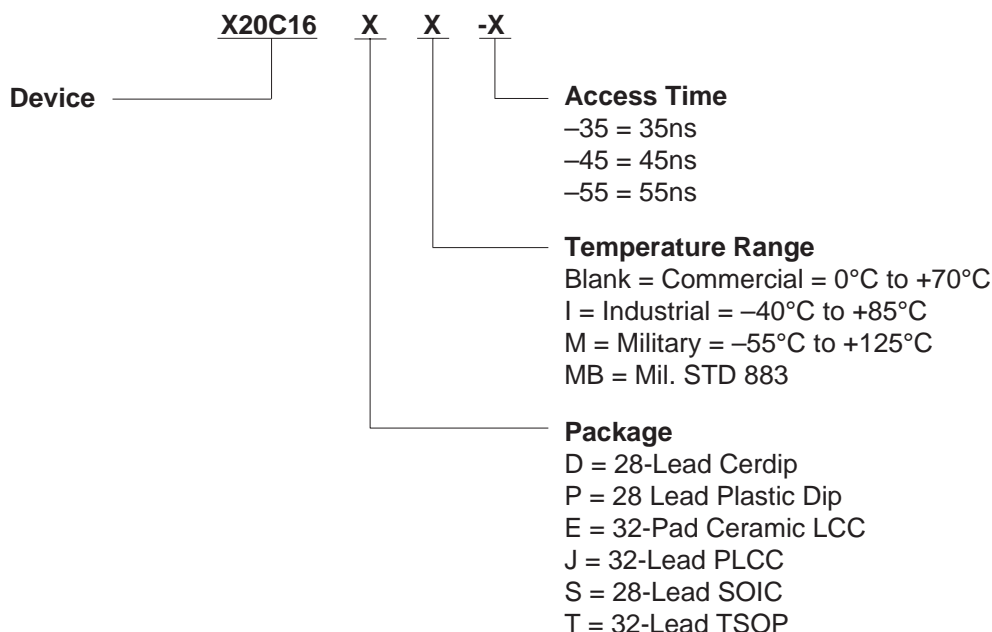 X20C16 X X -X
Device
Access Time
–35 = 35ns
–45 = 45ns
–55 = 55ns
Temperature Range
Blank = Commercial = 0°C to +70°C
I = Industrial = –40°C to +85°C
M = Military = –55°C to +125°C
MB = Mil. STD 883
Package
D = 28-Lead Cerdip
P = 28 Lead Plastic Dip
E = 32-Pad Ceramic LCC
J = 32-Lead PLCC
S = 28-Lead SOIC
T = 32-Lead TSOP